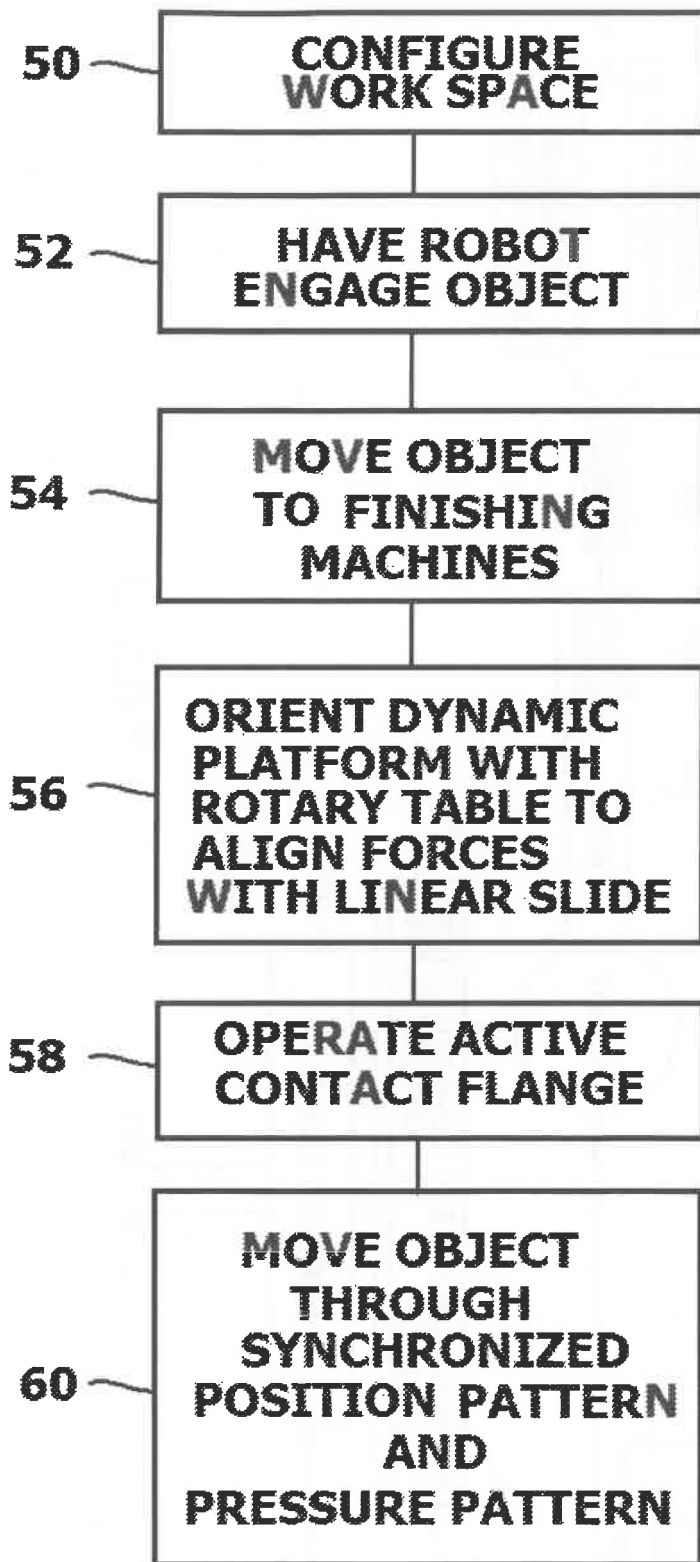 50
CONFIGURE
WORK SPACE
52
HAVE ROBOT
ENGAGE OBJECT
54
MOVE OBJECT
TO FINISHING
MACHINES
56
ORIENT DYNAMIC
PLATFORM WITH
ROTARY TABLE TO
ALIGN FORCES
WITH LINEAR SLIDE
58
OPERATE ACTIVE
CONTACT FLANGE
60
MOVE OBJECT
THROUGH
SYNCHRONIZED
POSITION PATTERN
AND
PRESSURE PATTERN